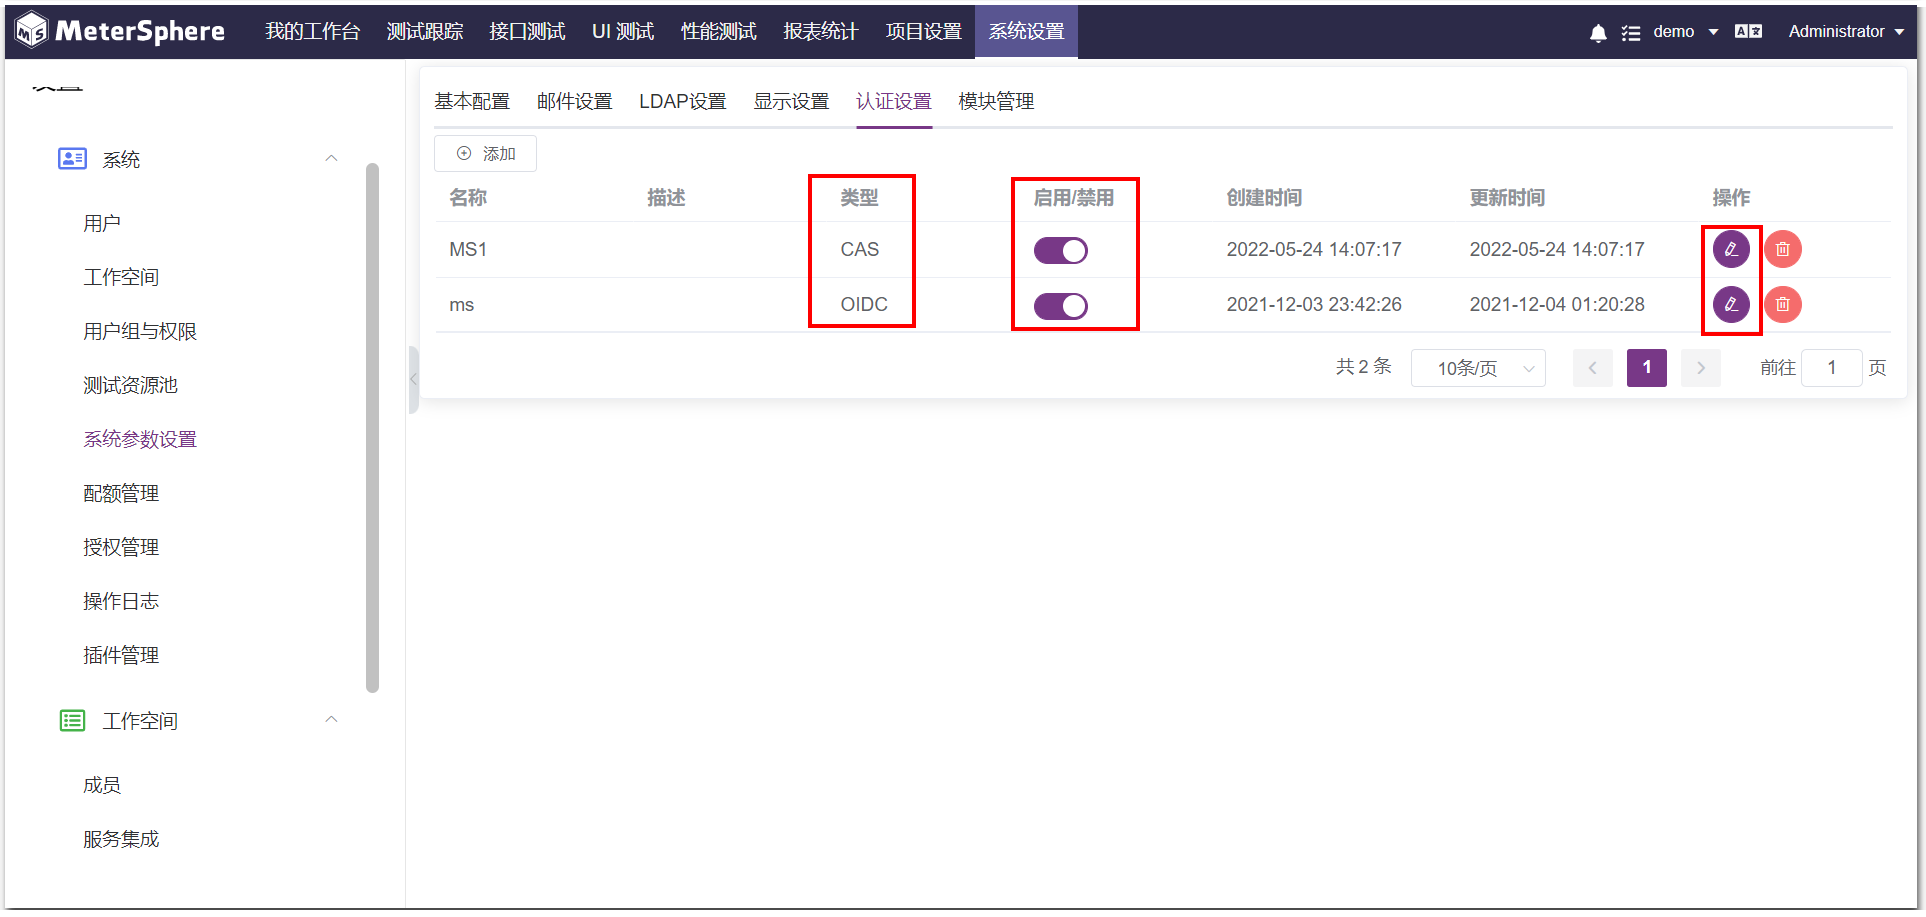 MeterSphere 我的工作台 测试跟踪 接口测试 UI 测试 性能测试 报表统计 项目设置 系统设置 demo Administrator
系统
用户
工作空间
用户组与权限
测试资源池
系统参数设置
配额管理
授权管理
操作日志
插件管理
工作空间
成员
服务集成
基本配置 邮件设置 LDAP设置 显示设置 认证设置 模块管理
添加
名称 描述 类型 启用/禁用 创建时间 更新时间 操作
MS1 CAS 2022-05-24 14:07:17 2022-05-24 14:07:17
ms OIDC 2021-12-03 23:42:26 2021-12-04 01:20:28
共 2 条 10条/页 1 前往 1 页